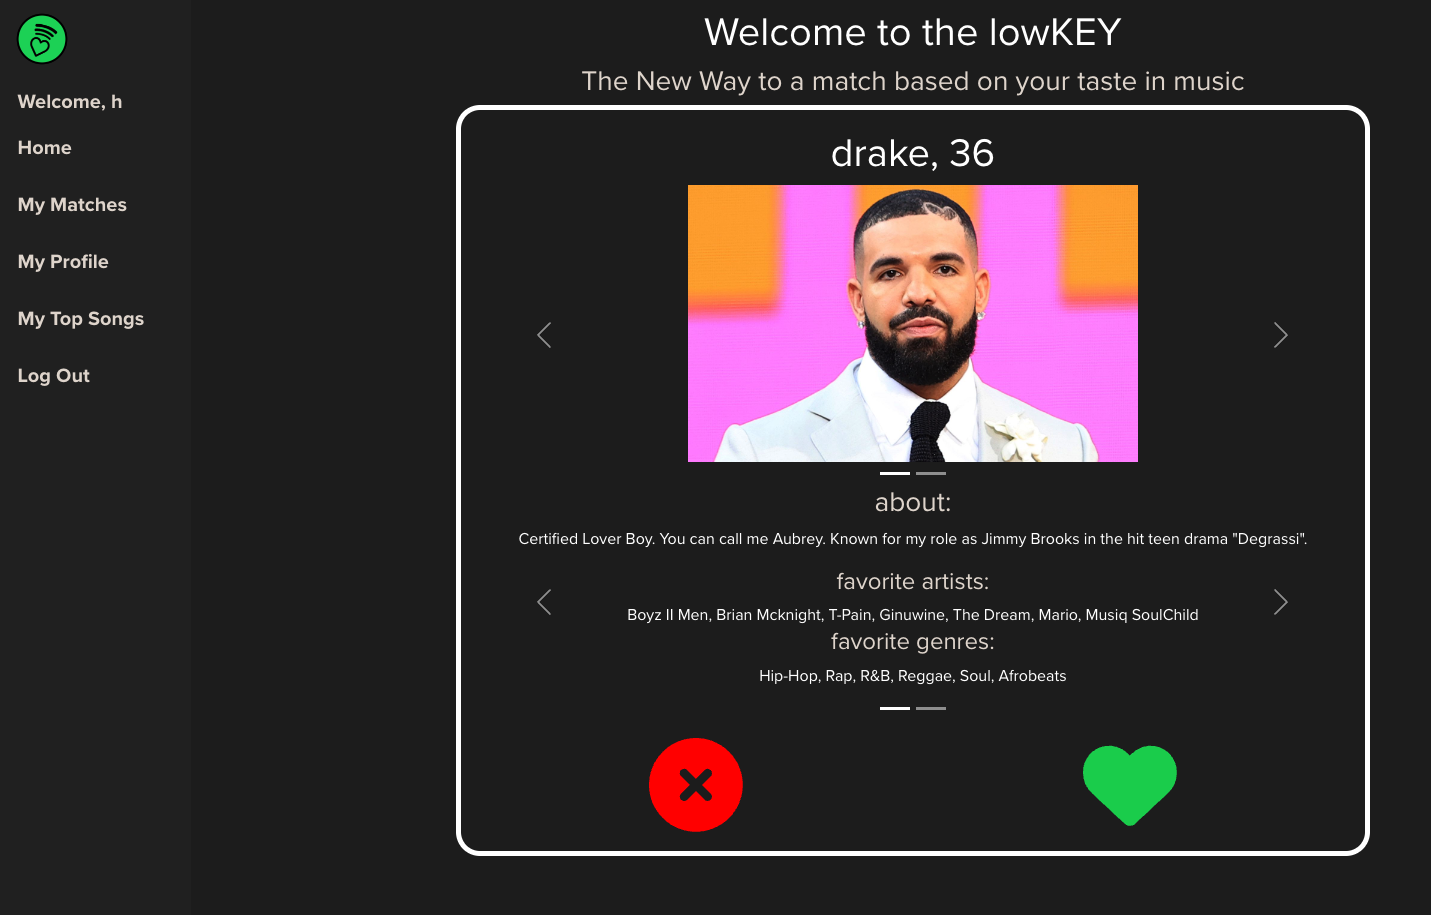 Welcome, h
Home
My Matches
My Profile
My Top Songs
Log Out
Welcome to the lowKEY
The New Way to a match based on your taste in music
drake, 36
about:
Certified Lover Boy. You can call me Aubrey. Known for my role as Jimmy Brooks in the hit teen drama "Degrassi".
favorite artists:
Boyz II Men, Brian Mcknight, T-Pain, Ginuwine, The Dream, Mario, Musiq SoulChild
favorite genres:
Hip-Hop, Rap, R&B, Reggae, Soul, Afrobeats